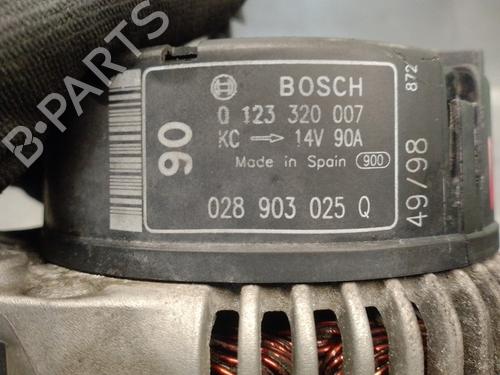 BOSCH
0 123 320 007
KC → 14V 90A
Made in Spain 900
028 903 025 Q
90
872
49/98
B-PARTS